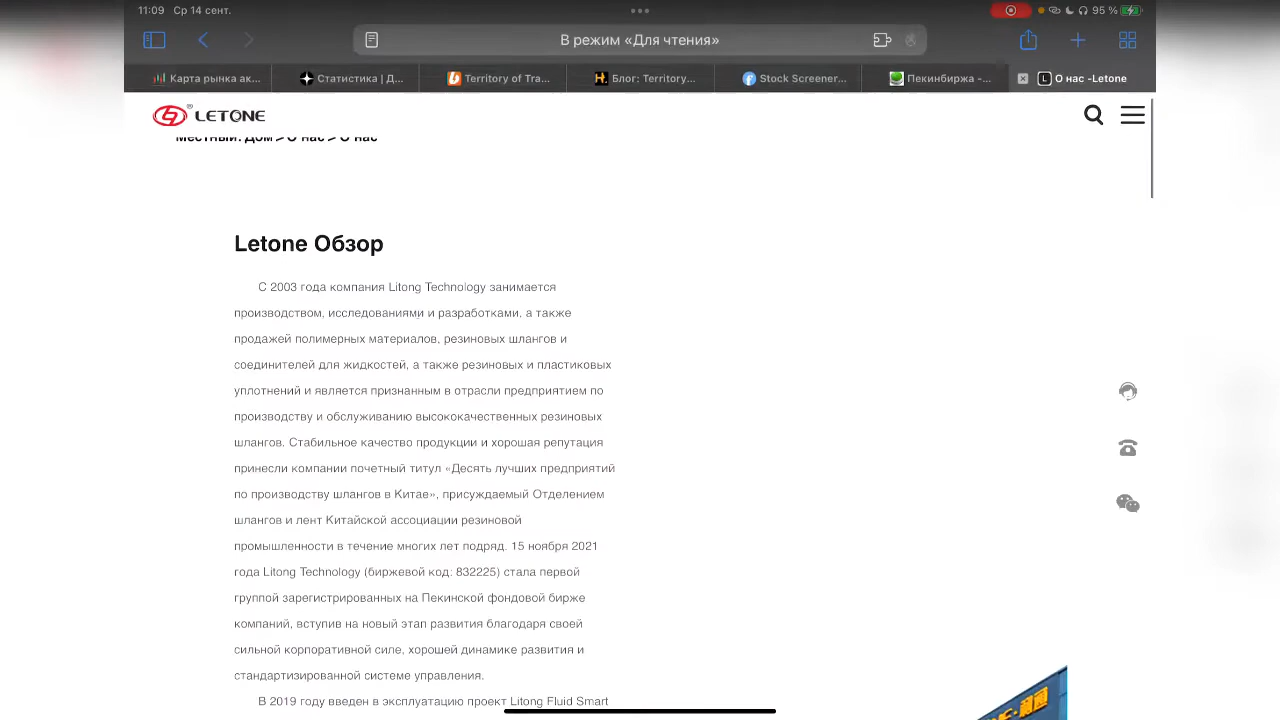 11:09 Ср 14 сент.
95 %
В режим «Для чтения»
Карта рынка ак...
Статистика | Д...
Territory of Tra...
Блог: Territory...
Stock Screener...
Пекинбиржа -...
О нас -Letone
LETONE
Местный: Дом > О нас > О нас
Letone Обзор
С 2003 года компания Litong Technology занимается
производством, исследованиями и разработками, а также
продажей полимерных материалов, резиновых шлангов и
соединителей для жидкостей, а также резиновых и пластиковых
уплотнений и является признанным в отрасли предприятием по
производству и обслуживанию высококачественных резиновых
шлангов. Стабильное качество продукции и хорошая репутация
принесли компании почетный титул «Десять лучших предприятий
по производству шлангов в Китае», присуждаемый Отделением
шлангов и лент Китайской ассоциации резиновой
промышленности в течение многих лет подряд. 15 ноября 2021
года Litong Technology (биржевой код: 832225) стала первой
группой зарегистрированных на Пекинской фондовой бирже
компаний, вступив на новый этап развития благодаря своей
сильной корпоративной силе, хорошей динамике развития и
стандартизированной системе управления.
В 2019 году введен в эксплуатацию проект Litong Fluid Smart